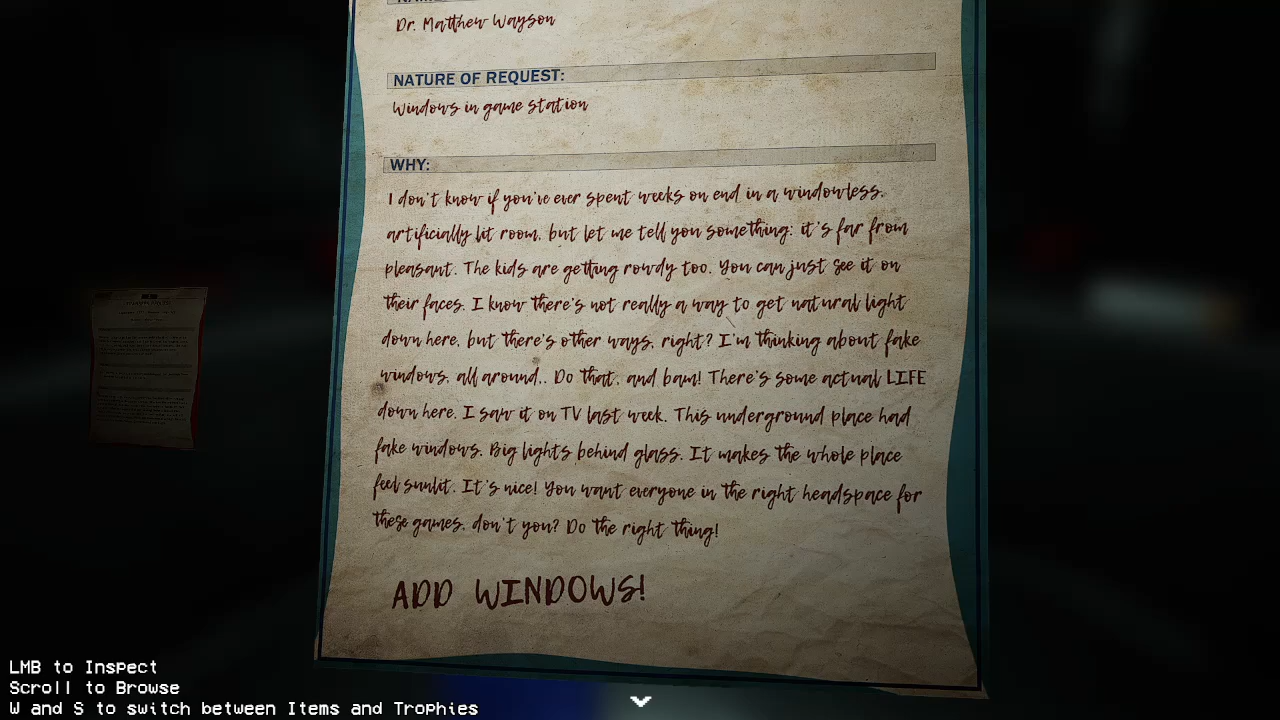 Dr. Matthew Wayson
NATURE OF REQUEST:
Windows in game station
WHY:
I don't know if you've ever spent weeks on end in a windowless,
artificially lit room, but let me tell you something: it's far from
pleasant. The kids are getting rowdy too. You can just see it on
their faces. I know there's not really a way to get natural light
down here, but there's other ways, right? I'm thinking about fake
windows, all around.. Do that, and bam! There's some actual LIFE
down here. I saw it on TV last week. This underground place had
fake windows. Big lights behind glass. It makes the whole place
feel sunlit. It's nice! You want everyone in the right headspace for
these games, don't you? Do the right thing!
ADD WINDOWS!
LMB to Inspect
Scroll to Browse
W and S to switch between Items and Trophies